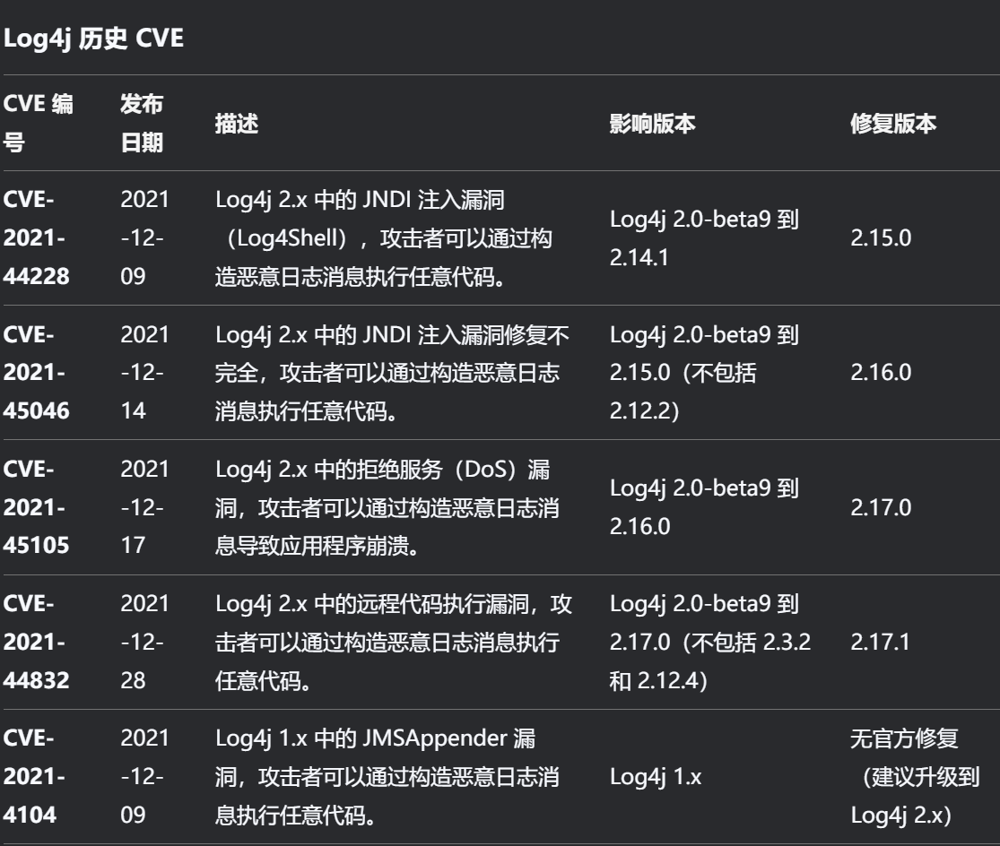 Log4j 历史 CVE
CVE 编
号
发布
日期
描述
影响版本
修复版本
CVE-
2021-
44228
2021
-12-
09
Log4j 2.x 中的 JNDI 注入漏洞
（Log4Shell），攻击者可以通过构
造恶意日志消息执行任意代码。
Log4j 2.0-beta9 到
2.14.1
2.15.0
CVE-
2021-
45046
2021
-12-
14
Log4j 2.x 中的 JNDI 注入漏洞修复不
完全，攻击者可以通过构造恶意日志
消息执行任意代码。
Log4j 2.0-beta9 到
2.15.0（不包括
2.12.2）
2.16.0
CVE-
2021-
45105
2021
-12-
17
Log4j 2.x 中的拒绝服务（DoS）漏
洞，攻击者可以通过构造恶意日志消
息导致应用程序崩溃。
Log4j 2.0-beta9 到
2.16.0
2.17.0
CVE-
2021-
44832
2021
-12-
28
Log4j 2.x 中的远程代码执行漏洞，攻
击者可以通过构造恶意日志消息执行
任意代码。
Log4j 2.0-beta9 到
2.17.0（不包括 2.3.2
和 2.12.4）
2.17.1
CVE-
2021-
4104
2021
-12-
09
Log4j 1.x 中的 JMSAppender 漏
洞，攻击者可以通过构造恶意日志消
息执行任意代码。
Log4j 1.x
无官方修复
（建议升级到
Log4j 2.x）